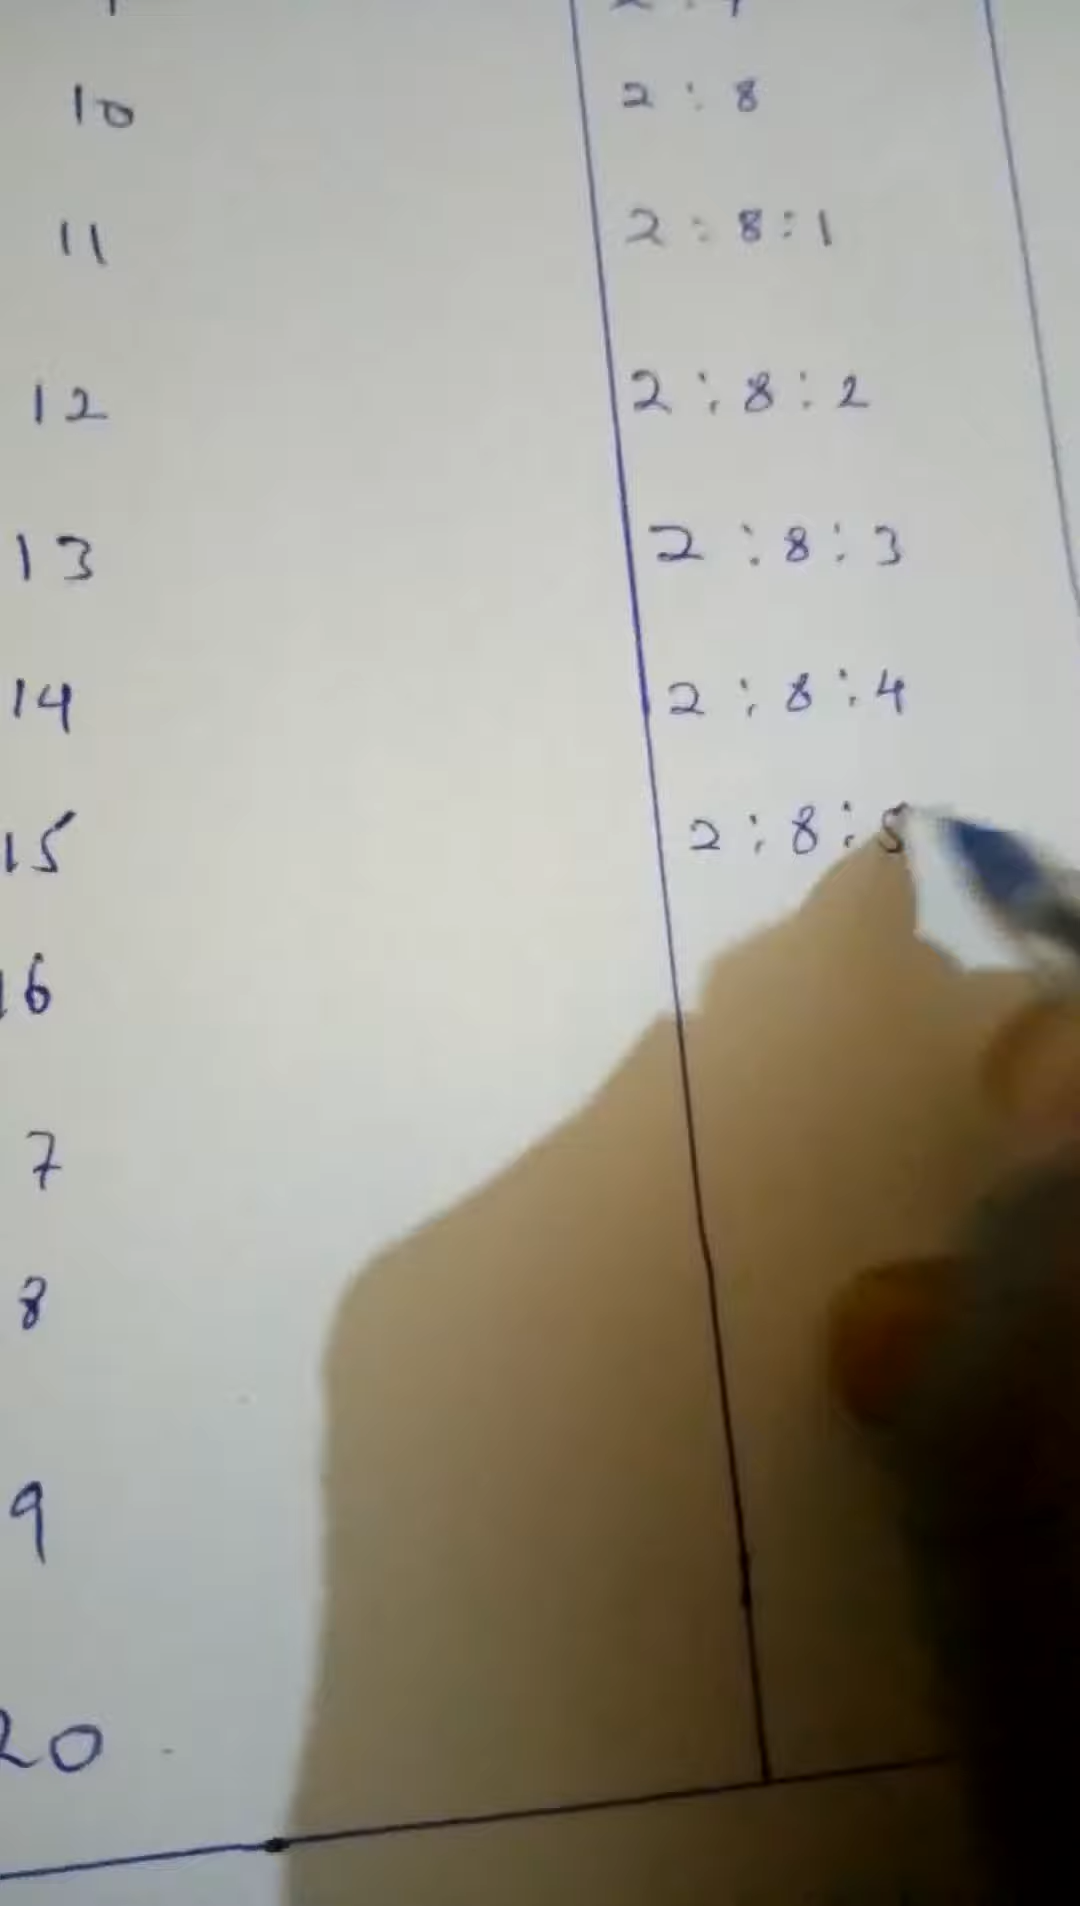 10 2 : 8
11 2 : 8 : 1
12 2 : 8 : 2
13 2 : 8 : 3
14 2 : 8 : 4
15 2 : 8 : 5
16
7
8
9
20